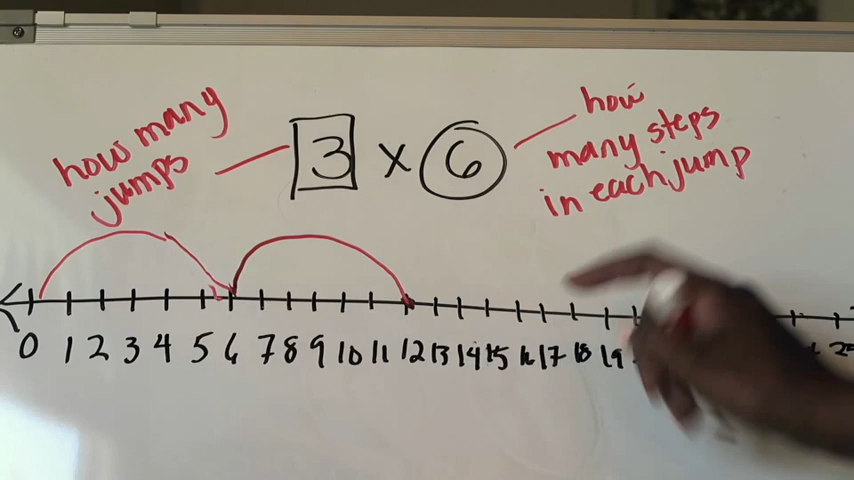 how many
jumps
3 x 6
how
many steps
in each jump
0 1 2 3 4 5 6 7 8 9 10 11 12 13 14 15 16 17 18 19